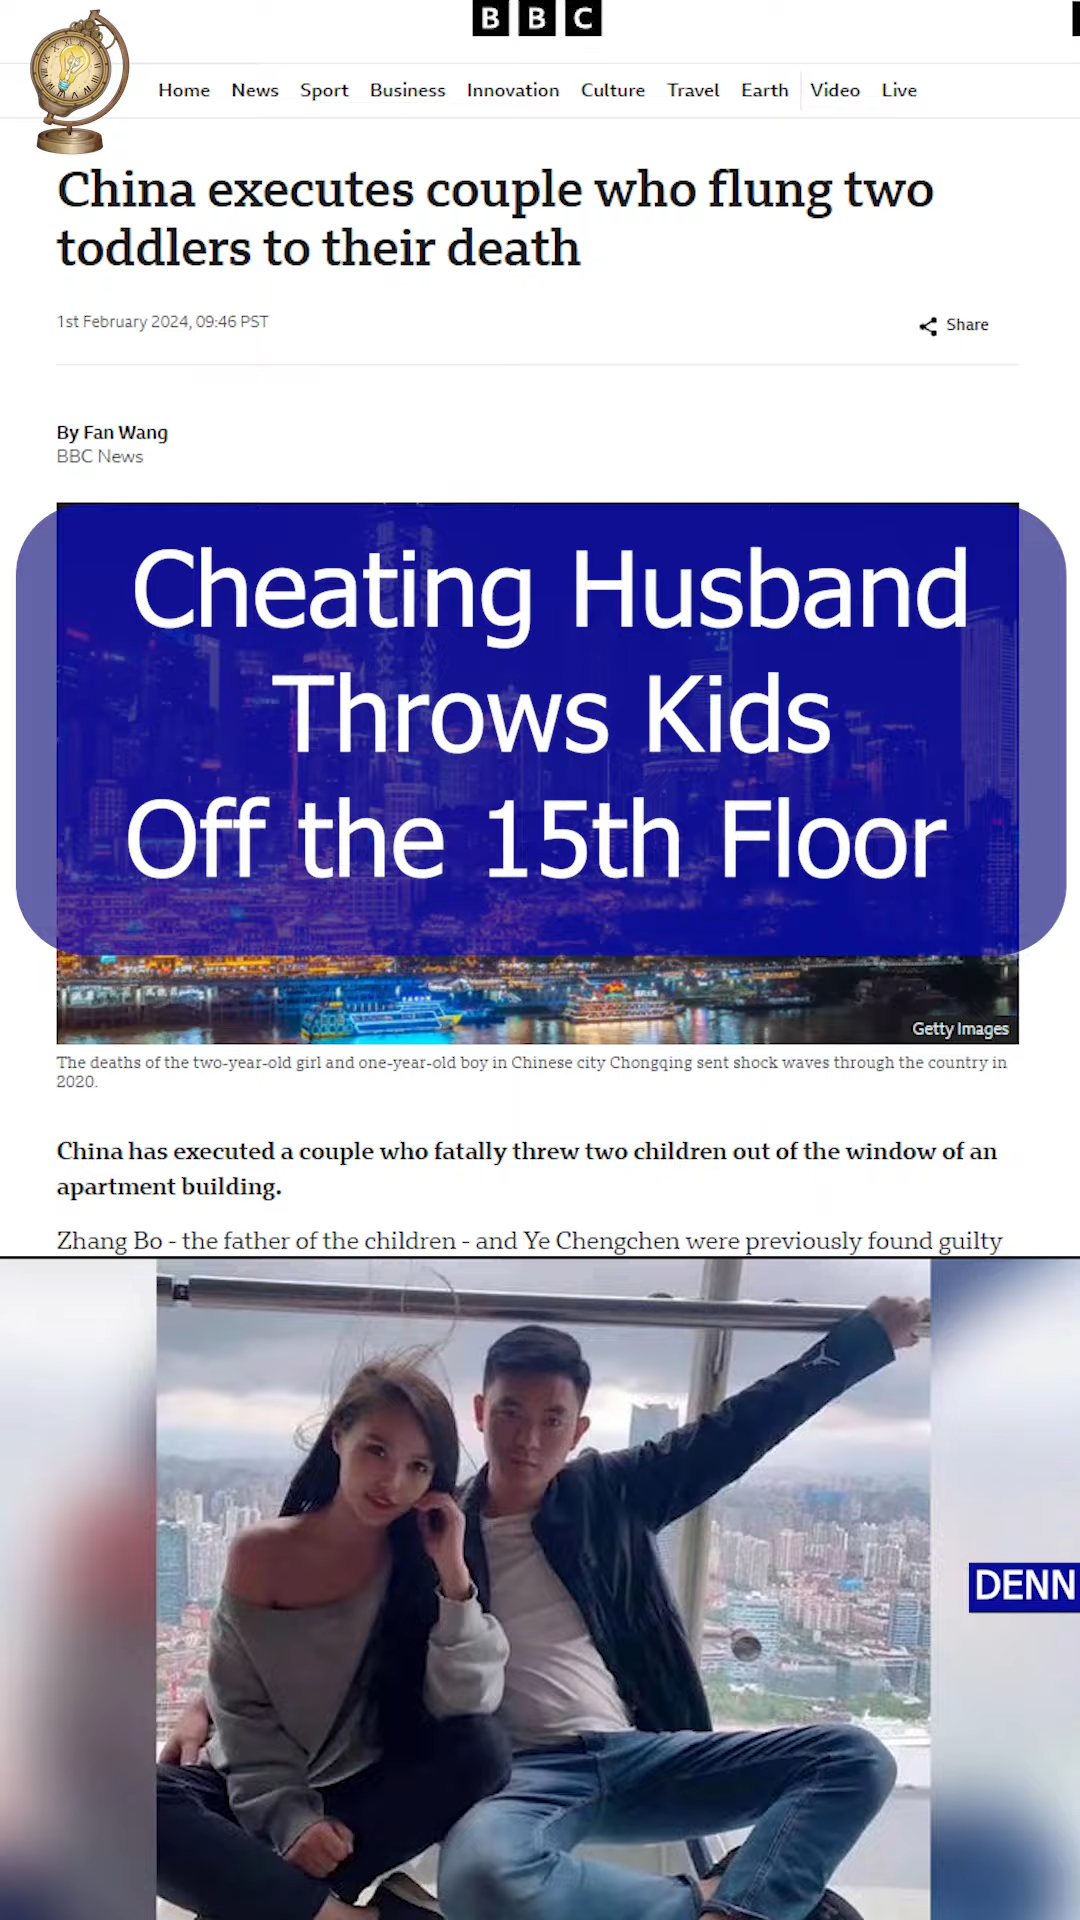 BBC
Home News Sport Business Innovation Culture Travel Earth Video Live
China executes couple who flung two
toddlers to their death
1st February 2024, 09:46 PST
Share
By Fan Wang
BBC News
Cheating Husband
Throws Kids
Off the 15th Floor
Getty Images
The deaths of the two-year-old girl and one-year-old boy in Chinese city Chongqing sent shock waves through the country in
2020.
China has executed a couple who fatally threw two children out of the window of an
apartment building.
Zhang Bo - the father of the children - and Ye Chengchen were previously found guilty
DENN